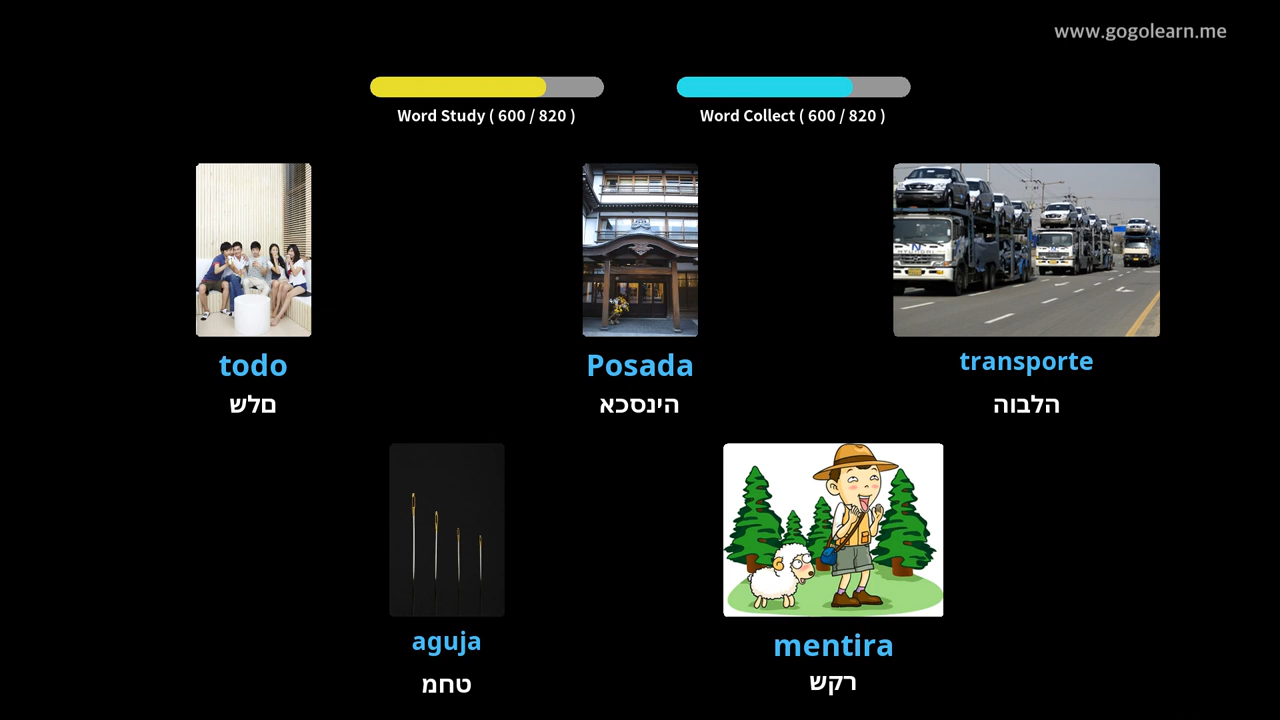 www.gogolearn.me
Word Study ( 600 / 820 )
Word Collect ( 600 / 820 )
todo
םלש
Posada
היнסכא
transporte
הלבוה
aguja
טחמ
mentira
רקש